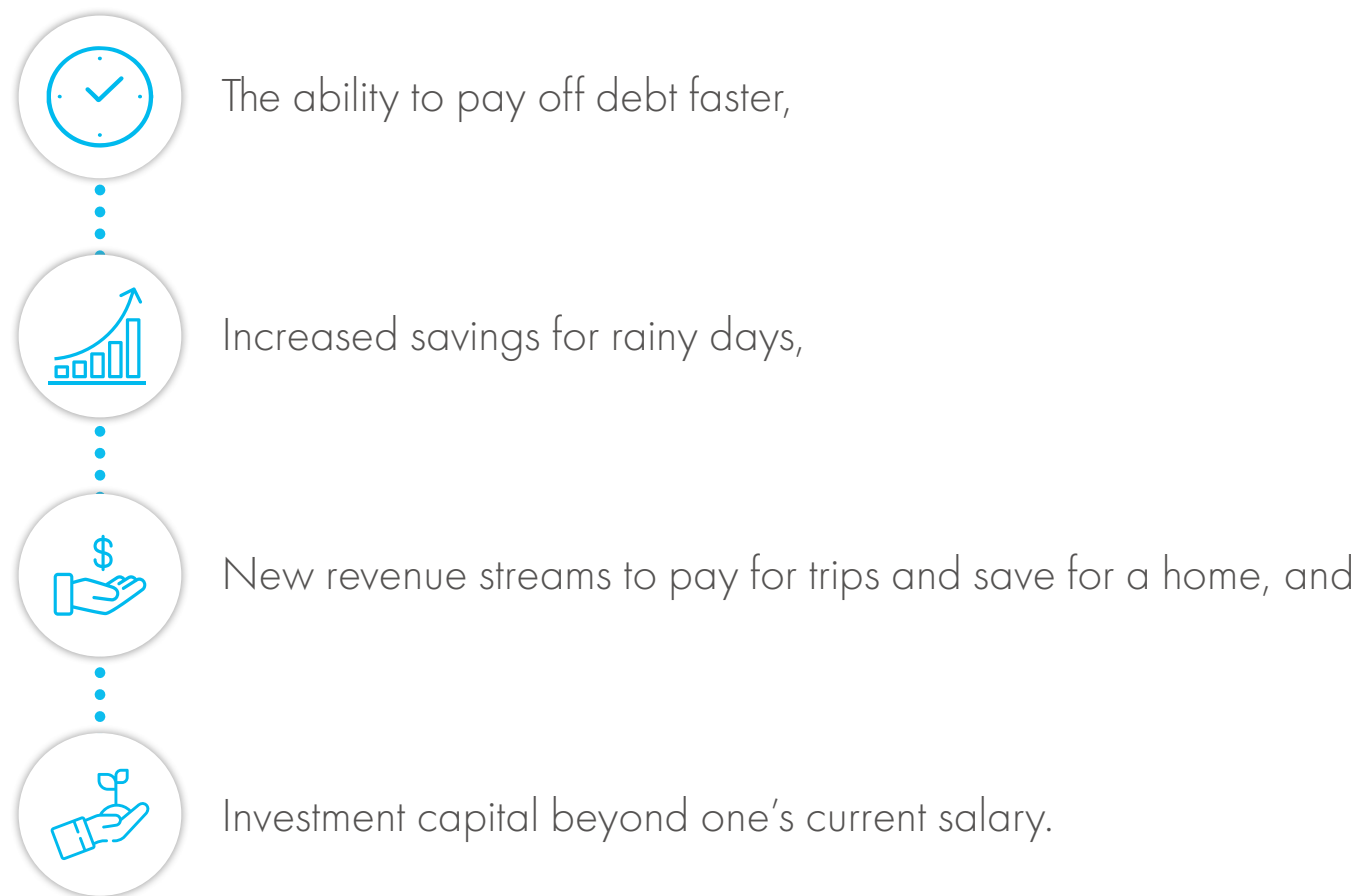 The ability to pay off debt faster,
Increased savings for rainy days,
$
New revenue streams to pay for trips and save for a home, and
Investment capital beyond one’s current salary.